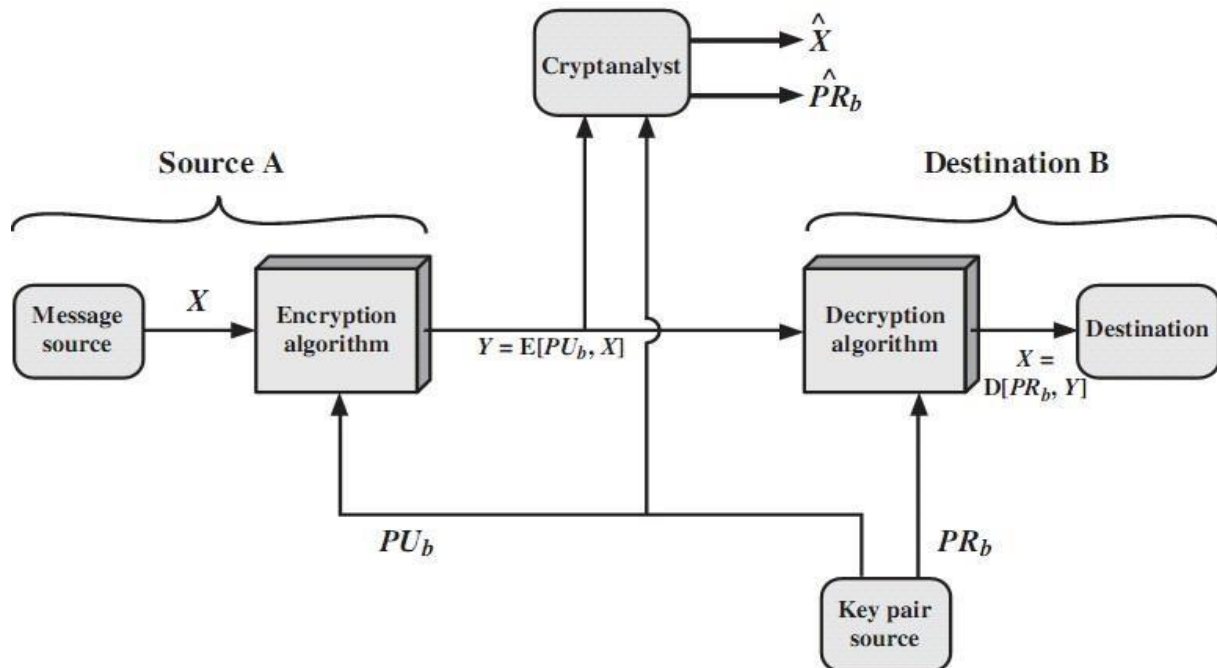 Cryptanalyst
X̂
P̂R_b
Source A
Destination B
Message
source
X
Encryption
algorithm
Y = E[PU_b, X]
Decryption
algorithm
X =
D[PR_b, Y]
Destination
PU_b
PR_b
Key pair
source